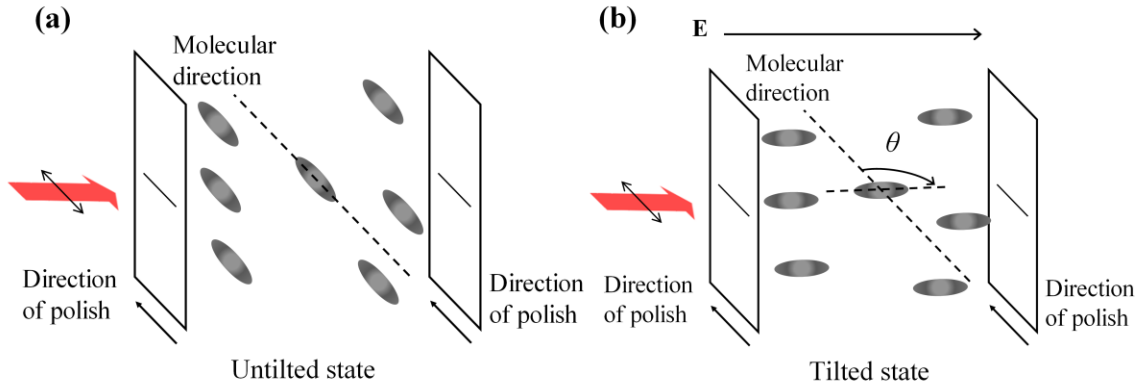 (a)
Molecular
direction
Direction
of polish
Direction
of polish
Untilted state
(b)
E
Molecular
direction
θ
Direction
of polish
Direction
of polish
Tilted state